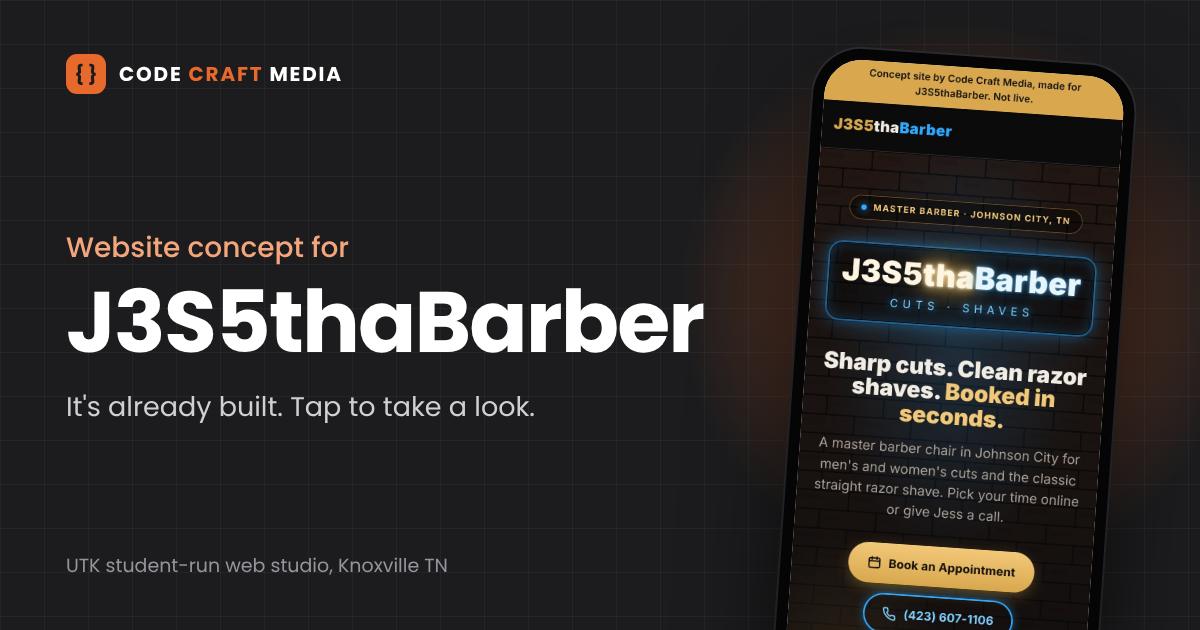 { } CODE CRAFT MEDIA
Website concept for
J3S5thaBarber
It's already built. Tap to take a look.
UTK student-run web studio, Knoxville TN
Concept site by Code Craft Media, made for
J3S5thaBarber. Not live.
J3S5thaBarber
MASTER BARBER · JOHNSON CITY, TN
J3S5thaBarber
CUTS · SHAVES
Sharp cuts. Clean razor
shaves. Booked in
seconds.
A master barber chair in Johnson City for
men's and women's cuts and the classic
straight razor shave. Pick your time online
or give Jess a call.
Book an Appointment
(423) 607-1106